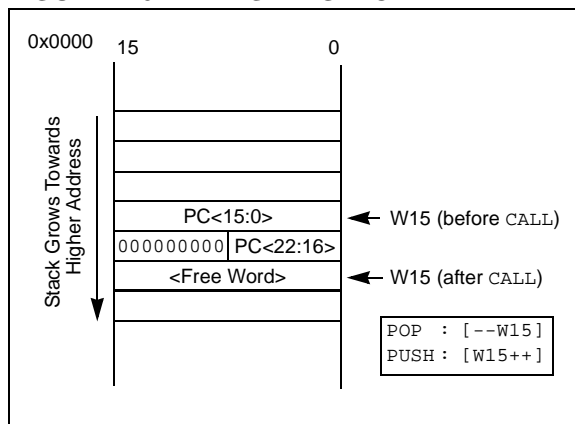 0x0000
15 0
Stack Grows Towards
Higher Address
PC<15:0>
W15 (before CALL)
000000000 PC<22:16>
<Free Word>
W15 (after CALL)
POP : [--W15]
PUSH : [W15++]